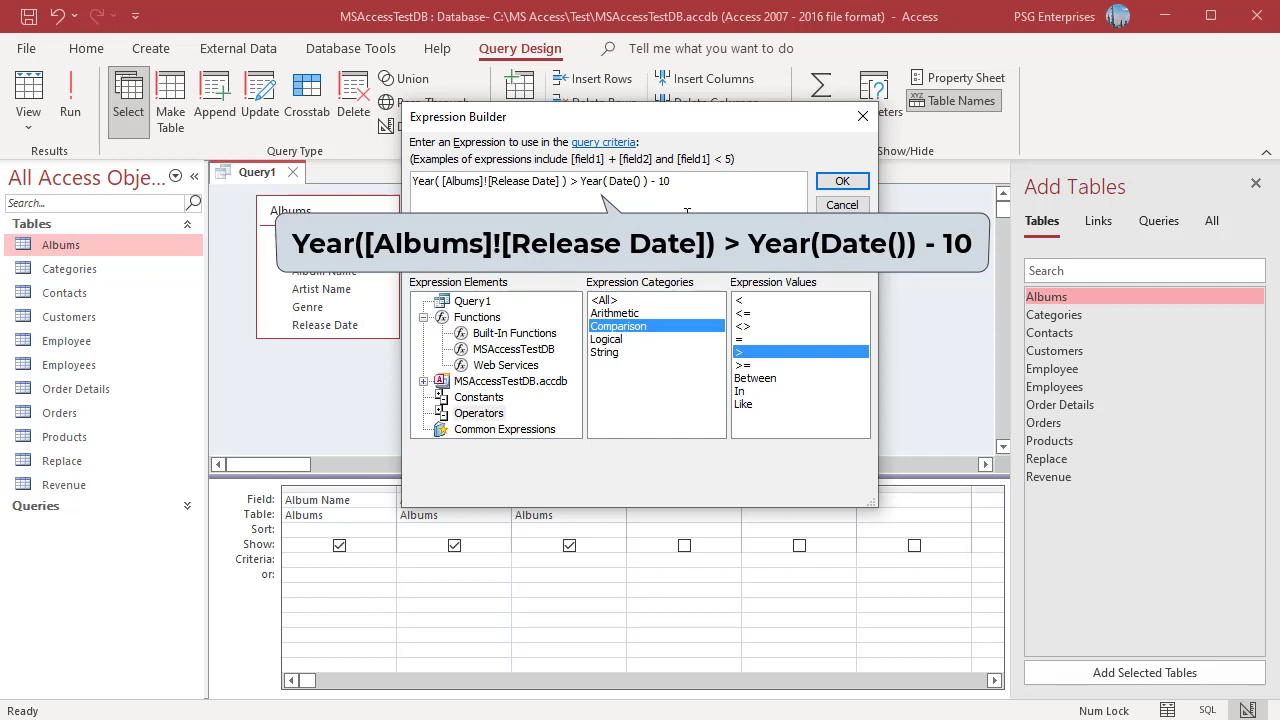 MSAccessTestDB : Database- C:\MS Access\Test\MSAccessTestDB.accdb (Access 2007 - 2016 file format) - Access
PSG Enterprises
File Home Create External Data Database Tools Help Query Design Tell me what you want to do
View
Run
Results
Select
Make Table
Append
Update
Crosstab
Delete
Union
Query Type
Insert Rows
Insert Columns
Property Sheet
Table Names
Show/Hide
All Access Obje...
Search...
Tables
Albums
Categories
Contacts
Customers
Employee
Employees
Order Details
Orders
Products
Replace
Revenue
Queries
Query1
Albums
Artist Name
Genre
Release Date
Expression Builder
Enter an Expression to use in the query criteria:
(Examples of expressions include [field1] + [field2] and [field1] < 5)
Year( [Albums]![Release Date] ) > Year( Date() ) - 10
OK
Cancel
Year([Albums]![Release Date]) > Year(Date()) - 10
Expression Elements
Query1
Functions
Built-In Functions
MSAccessTestDB
Web Services
MSAccessTestDB.accdb
Constants
Operators
Common Expressions
Expression Categories
<All>
Arithmetic
Comparison
Logical
String
Expression Values
<
<=
<>
=
>
>=
Between
In
Like
Field: Album Name
Table: Albums Albums Albums
Sort:
Show:
Criteria:
or:
Add Tables
Tables Links Queries All
Search
Albums
Categories
Contacts
Customers
Employee
Employees
Order Details
Orders
Products
Replace
Revenue
Add Selected Tables
Ready
Num Lock
SQL